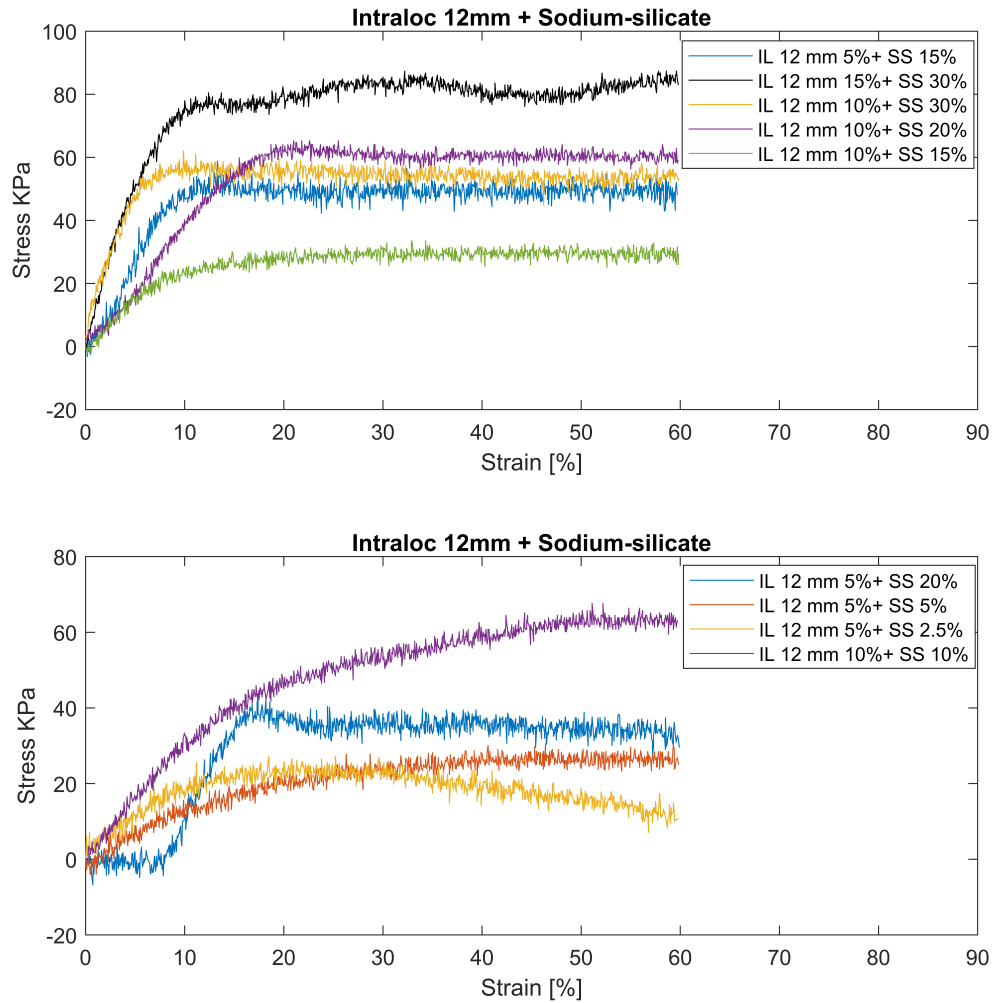 Intraloc 12mm + Sodium-silicate
100
80
60
40
20
0
-20
Stress KPa
IL 12 mm 5%+ SS 15%
IL 12 mm 15%+ SS 30%
IL 12 mm 10%+ SS 30%
IL 12 mm 10%+ SS 20%
IL 12 mm 10%+ SS 15%
0 10 20 30 40 50 60 70 80 90
Strain [%]
Intraloc 12mm + Sodium-silicate
80
60
40
20
0
-20
Stress KPa
IL 12 mm 5%+ SS 20%
IL 12 mm 5%+ SS 5%
IL 12 mm 5%+ SS 2.5%
IL 12 mm 10%+ SS 10%
0 10 20 30 40 50 60 70 80 90
Strain [%]